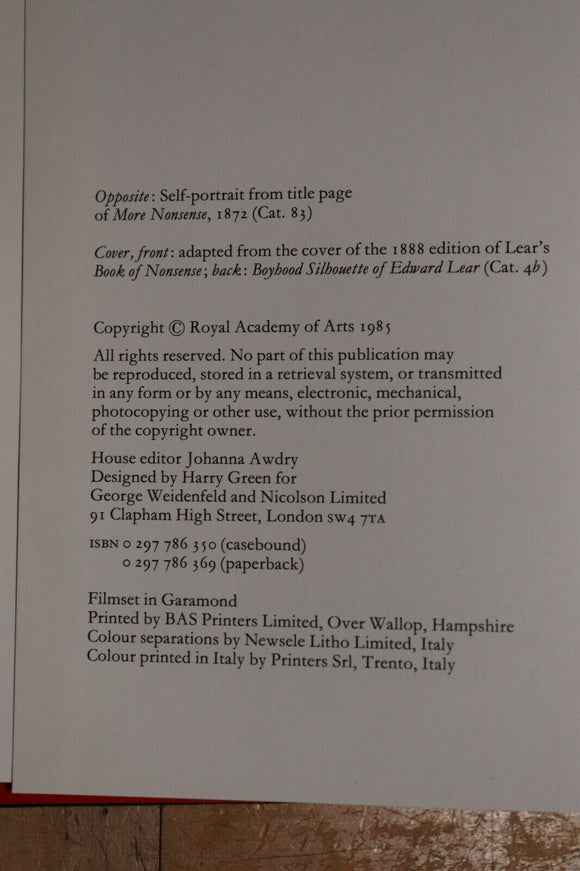 Opposite: Self-portrait from title page
of More Nonsense, 1872 (Cat. 83)
Cover, front: adapted from the cover of the 1888 edition of Lear's
Book of Nonsense; back: Boyhood Silhouette of Edward Lear (Cat. 4b)
Copyright © Royal Academy of Arts 1985
All rights reserved. No part of this publication may
be reproduced, stored in a retrieval system, or transmitted
in any form or by any means, electronic, mechanical,
photocopying or other use, without the prior permission
of the copyright owner.
House editor Johanna Awdry
Designed by Harry Green for
George Weidenfeld and Nicolson Limited
91 Clapham High Street, London SW4 7TA
ISBN 0 297 786 350 (casebound)
0 297 786 369 (paperback)
Filmset in Garamond
Printed by BAS Printers Limited, Over Wallop, Hampshire
Colour separations by Newsele Litho Limited, Italy
Colour printed in Italy by Printers Srl, Trento, Italy